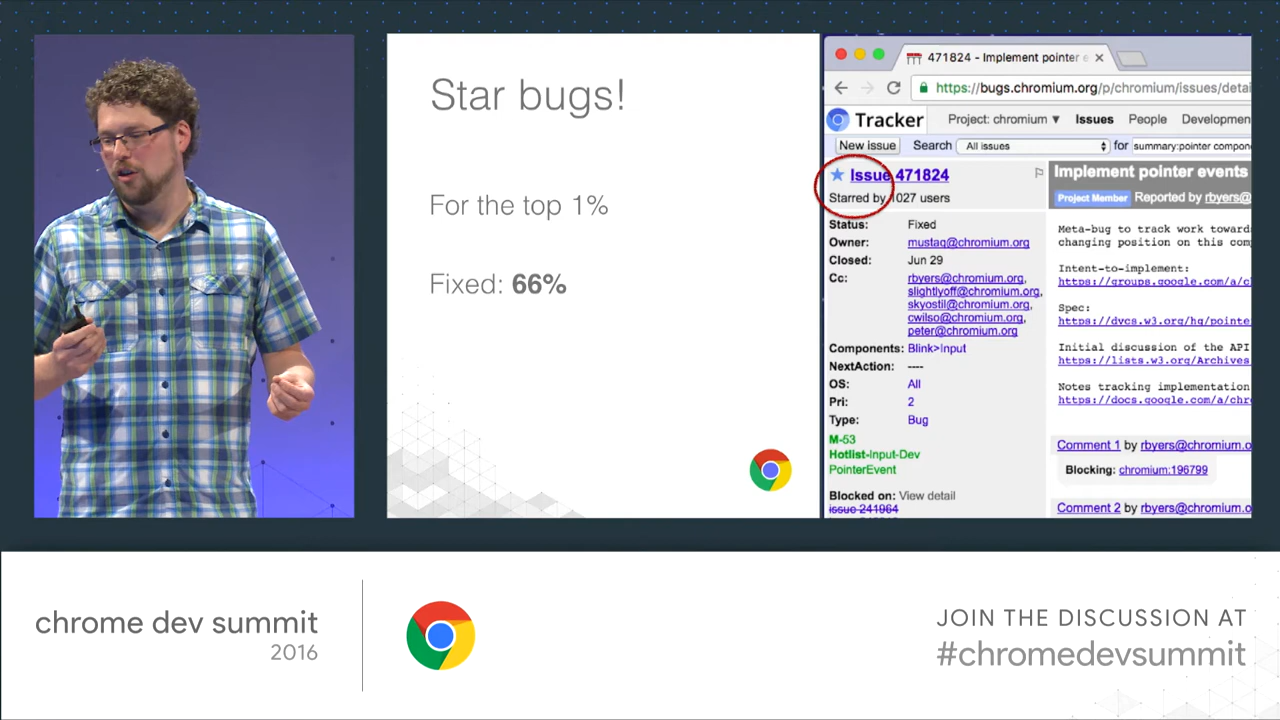 Star bugs!
For the top 1%
Fixed: 66%
471824 - Implement pointer e
https://bugs.chromium.org/p/chromium/issues/detai
Tracker
Project: chromium ▼ Issues People Developmen
New issue Search All issues for summary:pointer compon
Issue 471824
Starred by 1027 users
Status: Fixed
Owner: mustaq@chromium.org
Closed: Jun 29
Cc: rbyers@chromium.org,
slightlyoff@chromium.org,
skyostil@chromium.org,
cwilso@chromium.org,
peter@chromium.org
Components: Blink>Input
NextAction: ----
OS: All
Pri: 2
Type: Bug
M-53
Hotlist-Input-Dev
PointerEvent
Blocked on: View detail
issue 241964
Implement pointer events
Project Member Reported by rbyers@
Meta-bug to track work toward
changing position on this com
Intent-to-implement:
https://groups.google.com/a/c
Spec:
https://dvcs.w3.org/hg/pointe
Initial discussion of the API
https://lists.w3.org/Archives
Notes tracking implementation
https://docs.google.com/a/chr
Comment 1 by rbyers@chromium.o
Blocking: chromium:196799
Comment 2 by rbyers@chromium.o
chrome dev summit
2016
JOIN THE DISCUSSION AT
#chromedevsummit